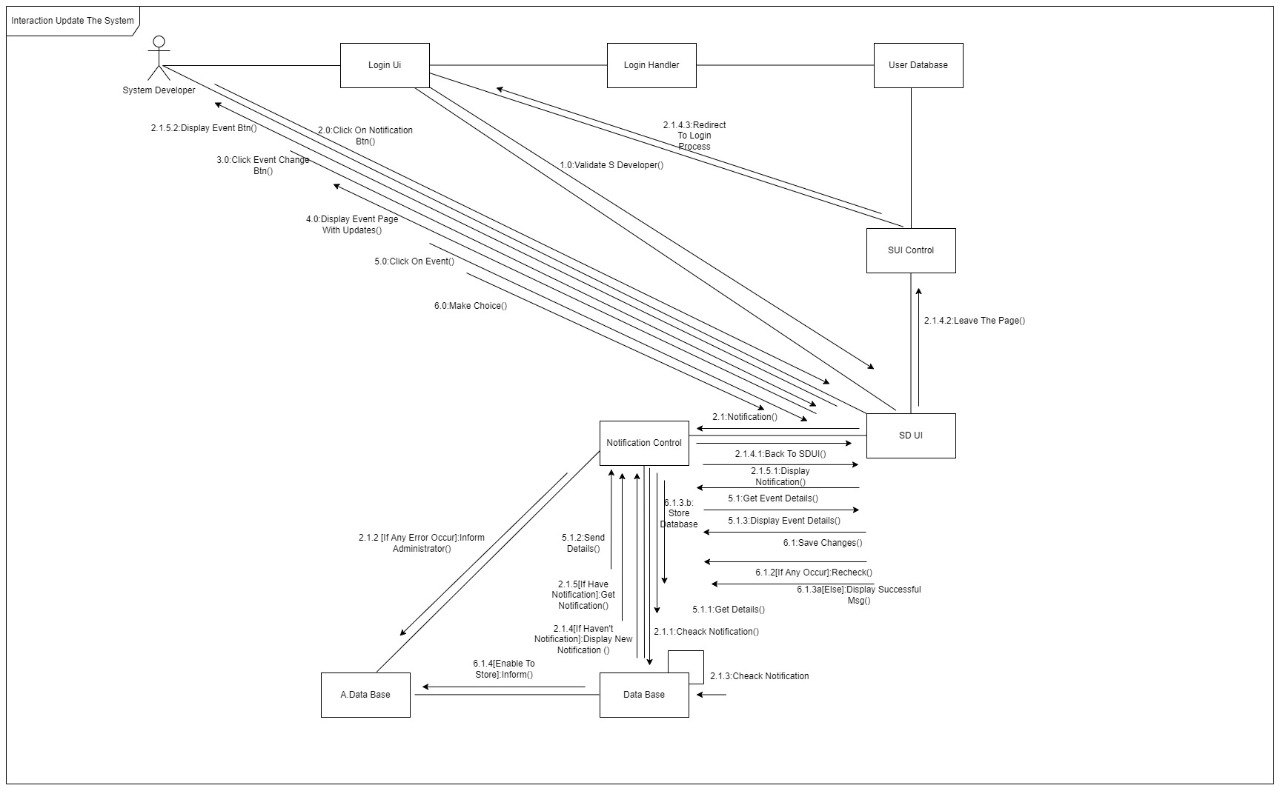 Interaction Update The System
System Developer
Login Ui
Login Handler
User Database
2.1.5.2:Display Event Btn()
2.0:Click On Notification
Btn()
2.1.4.3:Redirect
To Login
Process
3.0:Click Event Change
Btn()
1.0:Validate S Developer()
4.0:Display Event Page
With Updates()
5.0:Click On Event()
SUI Control
6.0:Make Choice()
2.1.4.2:Leave The Page()
2.1:Notification()
Notification Control
SD UI
2.1.4.1:Back To SDUI()
2.1.5.1:Display
Notification()
5.1:Get Event Details()
6.1.3.b:
Store
Database
5.1.3:Display Event Details()
2.1.2 [If Any Error Occur]:Inform
Administrator()
5.1.2:Send
Details()
6.1:Save Changes()
6.1.2[If Any Occur]:Recheck()
2.1.5[If Have
Notification]:Get
Notification()
6.1.3a[Else]:Display Successful
Msg()
5.1.1:Get Details()
2.1.4[If Haven't
Notification]:Display New
Notification ()
2.1.1:Cheack Notification()
6.1.4[Enable To
Store]:Inform()
2.1.3:Cheack Notification
A.Data Base
Data Base